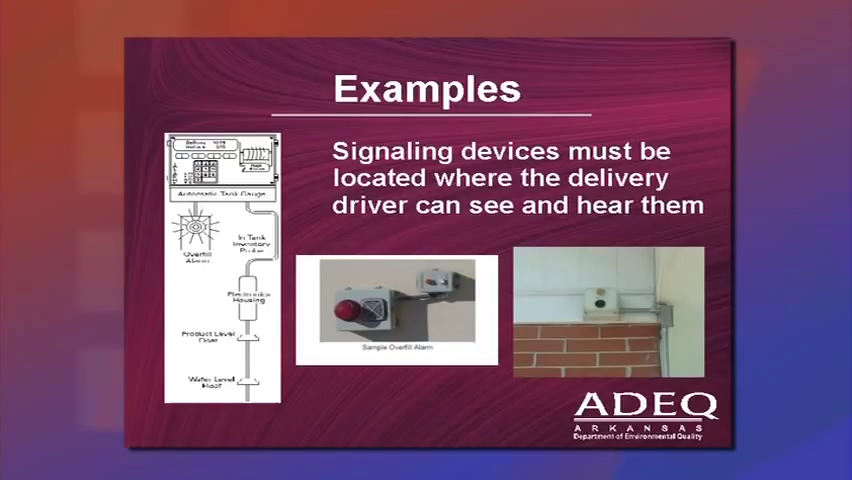 Examples
Signaling devices must be
located where the delivery
driver can see and hear them
Automatic Tank Gauge
Overfill
Alarm
In Tank
Inventory
Probe
Electronics
Housing
Product Level
Float
Water Level
Float
Sample Overfill Alarm
ADEQ
ARKANSAS
Department of Environmental Quality